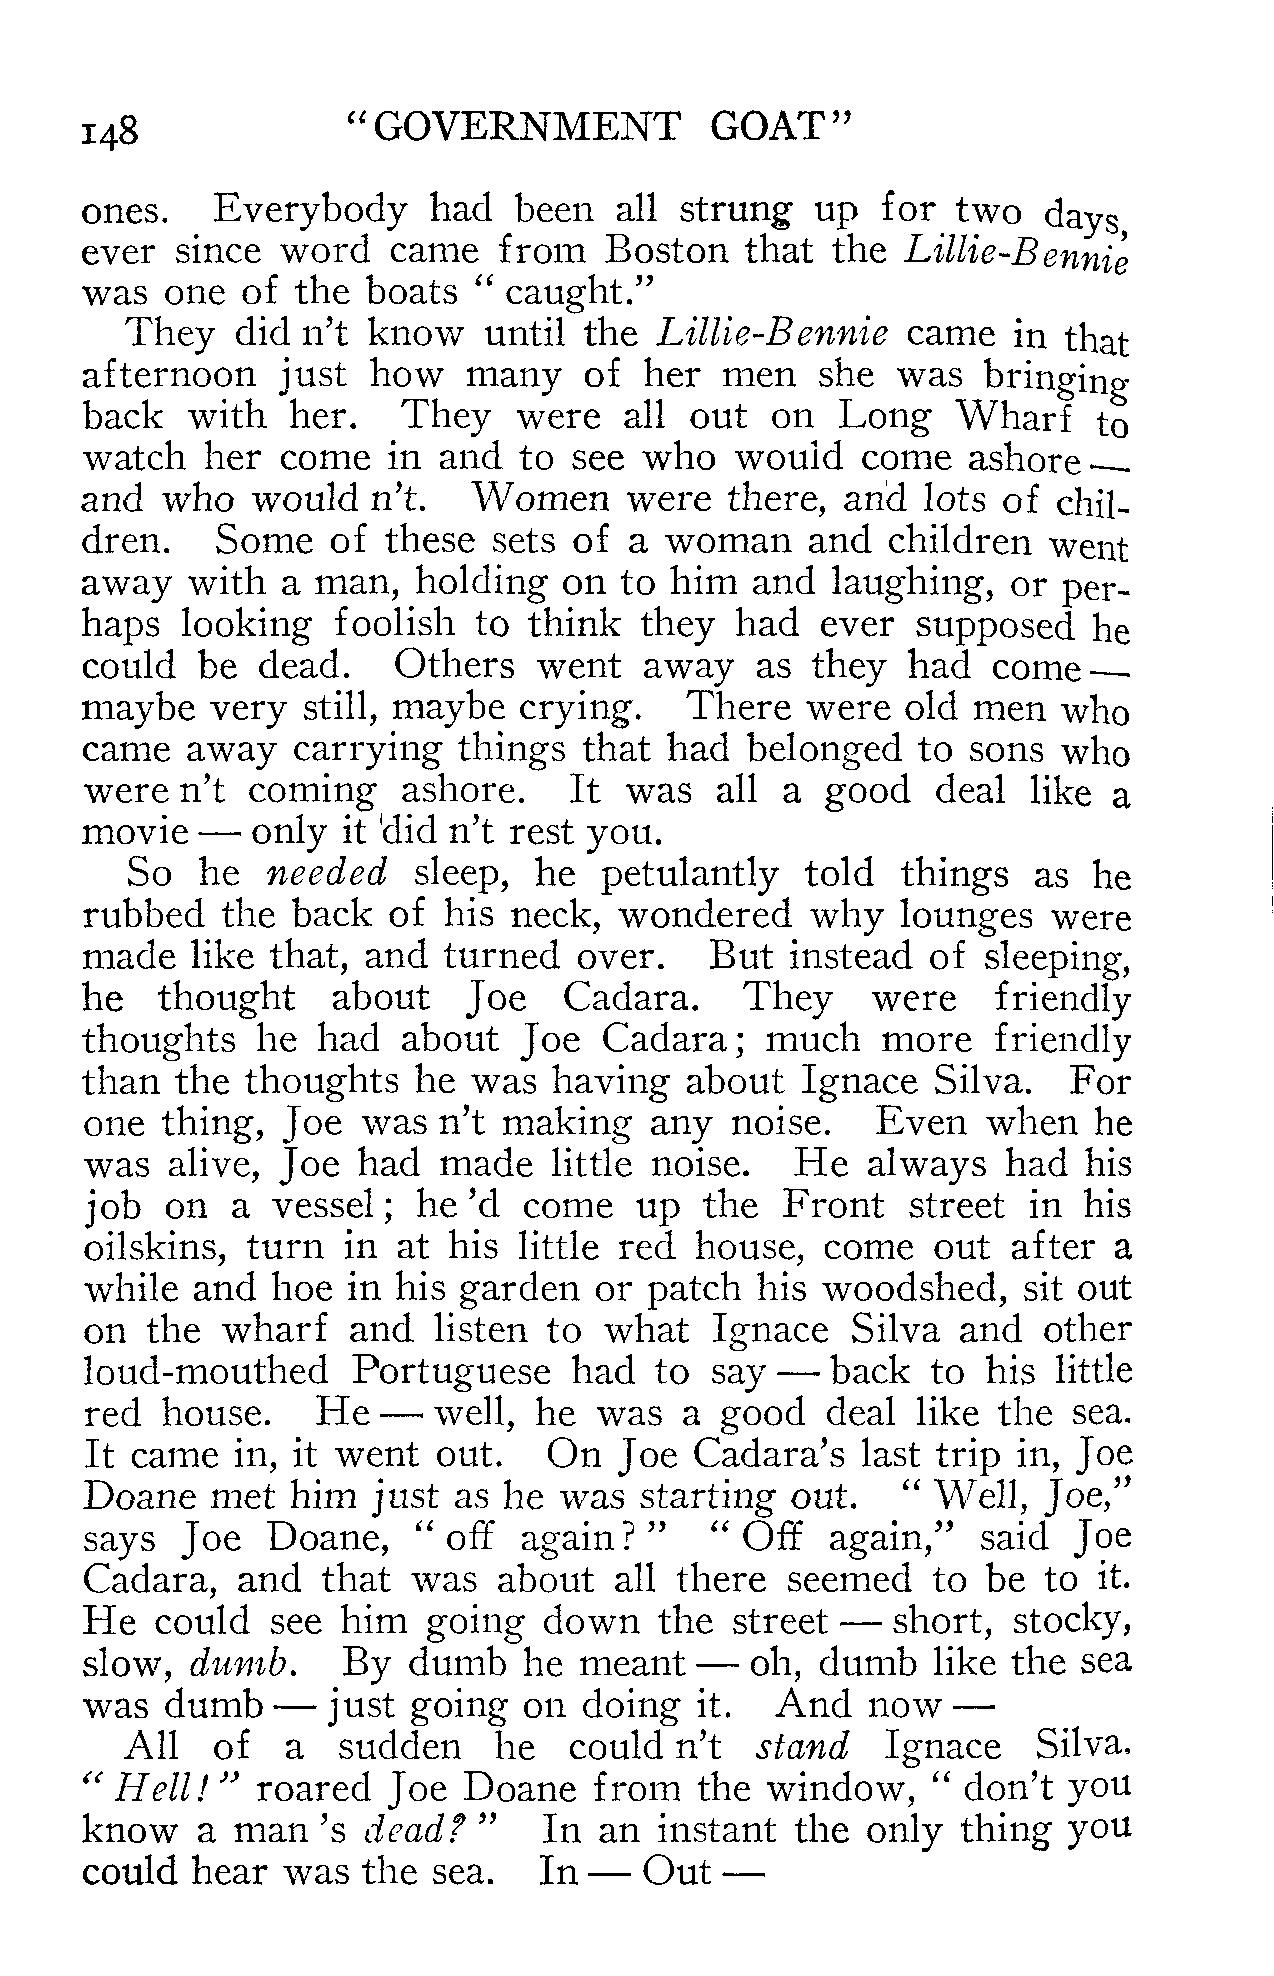 148 "GOVERNMENT GOAT"
ones. Everybody had been all strung up for two days,
ever since word came from Boston that the Lillie-Bennie
was one of the boats " caught."
They did n't know until the Lillie-Bennie came in that
afternoon just how many of her men she was bringing
back with her. They were all out on Long Wharf to
watch her come in and to see who would come ashore —
and who would n't. Women were there, and lots of chil-
dren. Some of these sets of a woman and children went
away with a man, holding on to him and laughing, or per-
haps looking foolish to think they had ever supposed he
could be dead. Others went away as they had come —
maybe very still, maybe crying. There were old men who
came away carrying things that had belonged to sons who
were n't coming ashore. It was all a good deal like a
movie — only it did n't rest you.
So he needed sleep, he petulantly told things as he
rubbed the back of his neck, wondered why lounges were
made like that, and turned over. But instead of sleeping,
he thought about Joe Cadara. They were friendly
thoughts he had about Joe Cadara; much more friendly
than the thoughts he was having about Ignace Silva. For
one thing, Joe was n't making any noise. Even when he
was alive, Joe had made little noise. He always had his
job on a vessel; he 'd come up the Front street in his
oilskins, turn in at his little red house, come out after a
while and hoe in his garden or patch his woodshed, sit out
on the wharf and listen to what Ignace Silva and other
loud-mouthed Portuguese had to say — back to his little
red house. He — well, he was a good deal like the sea.
It came in, it went out. On Joe Cadara's last trip in, Joe
Doane met him just as he was starting out. " Well, Joe,"
says Joe Doane, " off again? " " Off again," said Joe
Cadara, and that was about all there seemed to be to it.
He could see him going down the street — short, stocky,
slow, dumb. By dumb he meant — oh, dumb like the sea
was dumb — just going on doing it. And now —
All of a sudden he could n't stand Ignace Silva.
" Hell! " roared Joe Doane from the window, " don't you
know a man 's dead? " In an instant the only thing you
could hear was the sea. In — Out —